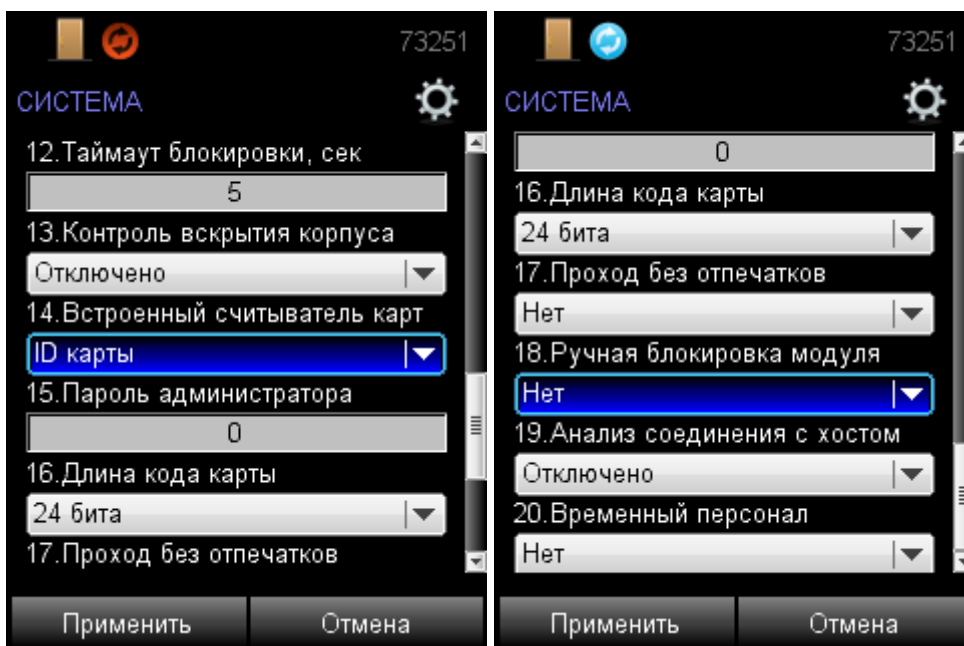 73251
СИСТЕМА
12.Таймаут блокировки, сек
5
13.Контроль вскрытия корпуса
Отключено
14.Встроенный считыватель карт
ID карты
15.Пароль администратора
0
16.Длина кода карты
24 бита
17.Проход без отпечатков
Применить
Отмена
73251
СИСТЕМА
0
16.Длина кода карты
24 бита
17.Проход без отпечатков
Нет
18.Ручная блокировка модуля
Нет
19.Анализ соединения с хостом
Отключено
20.Временный персонал
Нет
Применить
Отмена